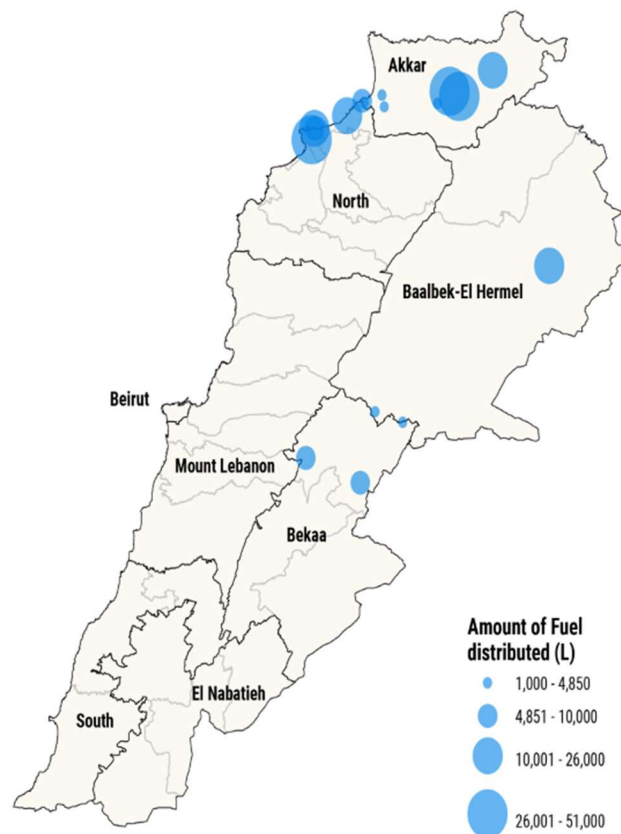 Akkar
North
Baalbek-El Hermel
Beirut
Mount Lebanon
Bekaa
El Nabatieh
South
Amount of Fuel
distributed (L)
1,000 - 4,850
4,851 - 10,000
10,001 - 26,000
26,001 - 51,000